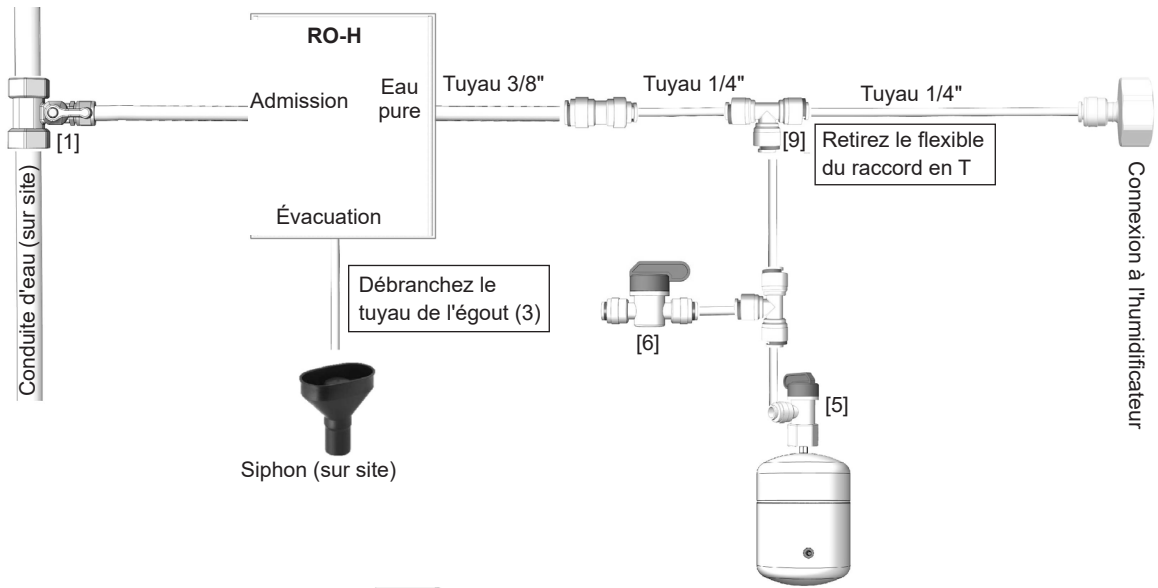 RO-H
Admission
Eau
pure
Tuyau 3/8"
Tuyau 1/4"
Tuyau 1/4"
[1]
[9]
Retirez le flexible
du raccord en T
Conduite d'eau (sur site)
Évacuation
Débranchez le
tuyau de l'égout (3)
[6]
[5]
Siphon (sur site)
Connexion à l'humidificateur